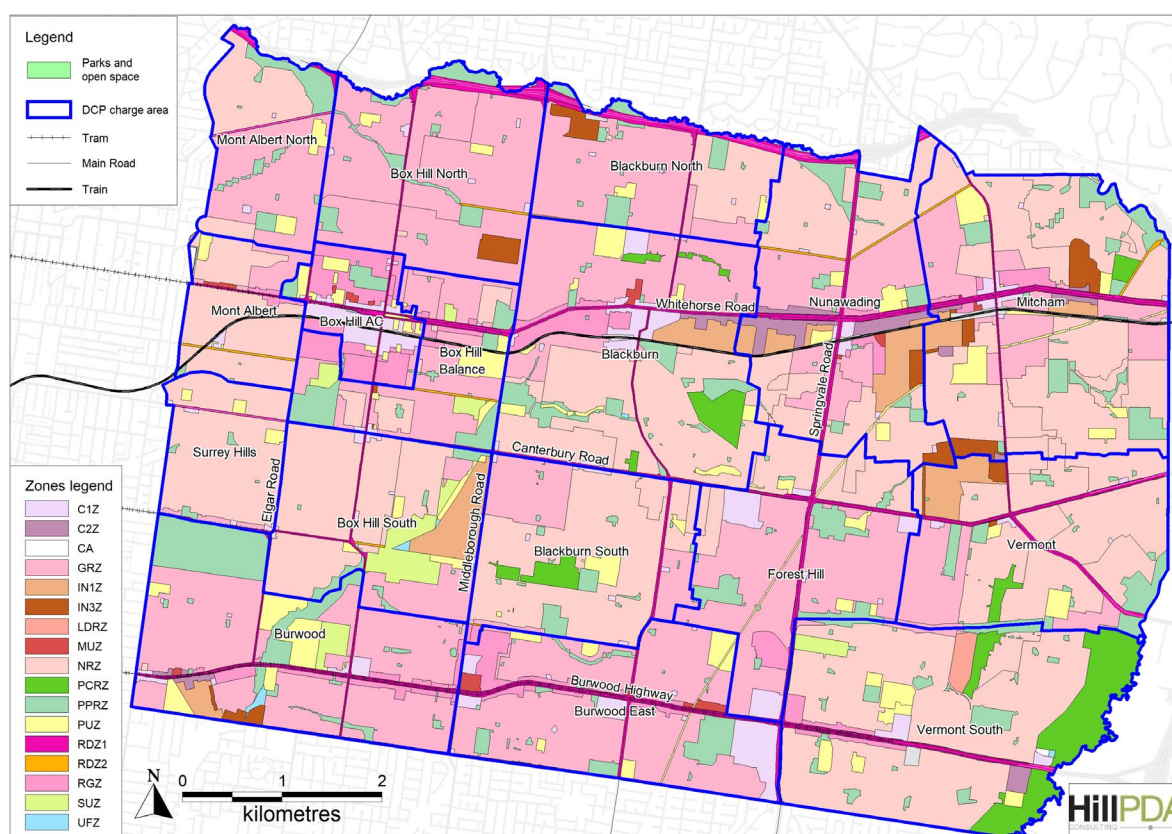 Legend
Parks and
open space
DCP charge area
Tram
Main Road
Train
Mont Albert North
Box Hill North
Blackburn North
Whitehorse Road
Nunawading
Mitcham
Mont Albert
Box Hill AC
Box Hill
Balance
Blackburn
Springvale Road
Surrey Hills
Elgar Road
Canterbury Road
Box Hill South
Middleborough Road
Blackburn South
Forest Hill
Vermont
Burwood
Burwood Highway
Burwood East
Vermont South
Zones legend
C1Z
C2Z
CA
GRZ
IN1Z
IN3Z
LDRZ
MUZ
NRZ
PCRZ
PPRZ
PUZ
RDZ1
RDZ2
RGZ
SUZ
UFZ
N
0 1 2
kilometres
HillPDA
CONSULTING